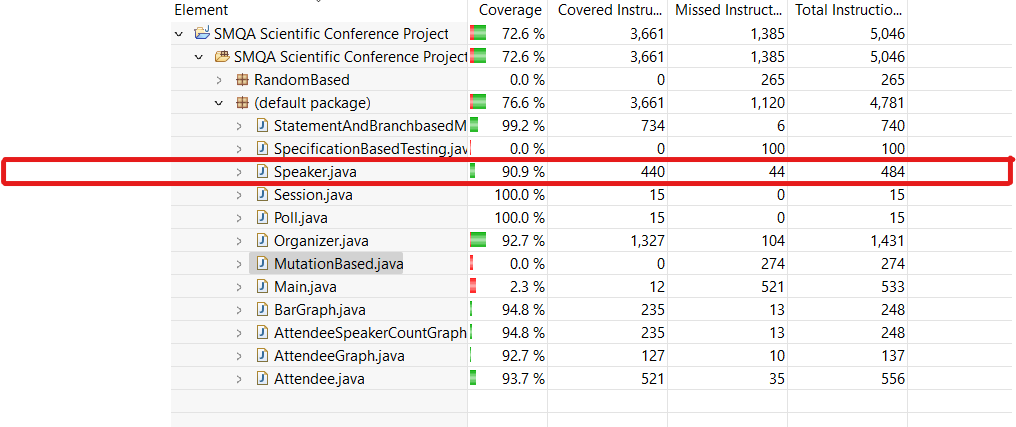 Element Coverage Covered Instru... Missed Instruct... Total Instructio...
SMQA Scientific Conference Project 72.6 % 3,661 1,385 5,046
SMQA Scientific Conference Project 72.6 % 3,661 1,385 5,046
RandomBased 0.0 % 0 265 265
(default package) 76.6 % 3,661 1,120 4,781
StatementAndBranchbasedM 99.2 % 734 6 740
SpecificationBasedTesting.jav 0.0 % 0 100 100
Speaker.java 90.9 % 440 44 484
Session.java 100.0 % 15 0 15
Poll.java 100.0 % 15 0 15
Organizer.java 92.7 % 1,327 104 1,431
MutationBased.java 0.0 % 0 274 274
Main.java 2.3 % 12 521 533
BarGraph.java 94.8 % 235 13 248
AttendeeSpeakerCountGraph 94.8 % 235 13 248
AttendeeGraph.java 92.7 % 127 10 137
Attendee.java 93.7 % 521 35 556